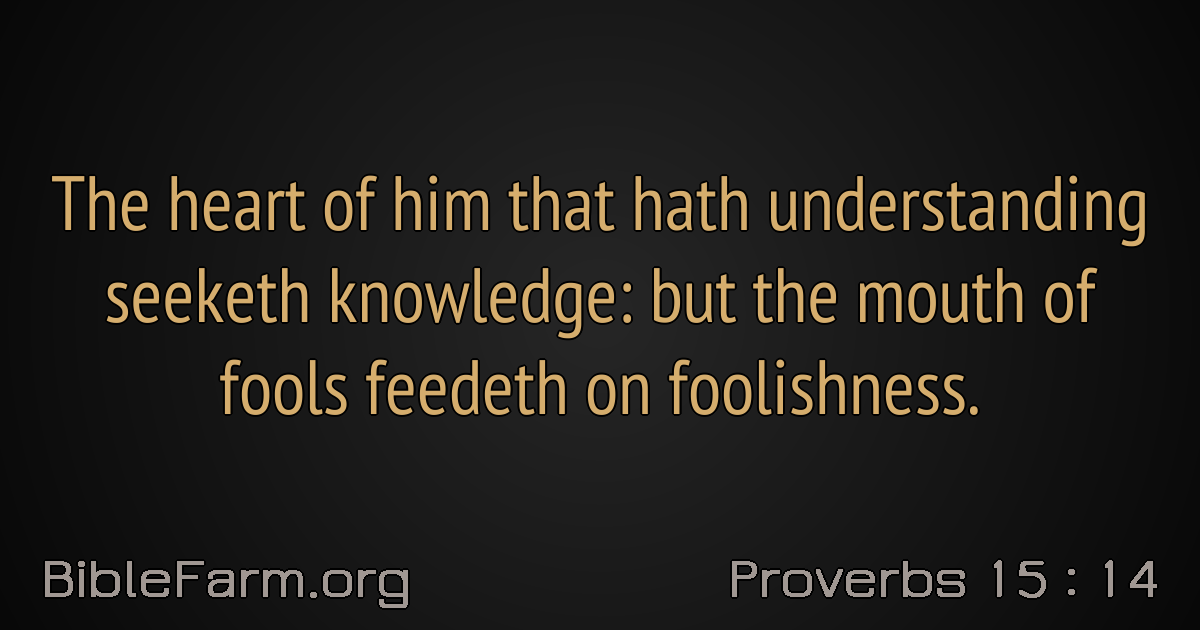 The heart of him that hath understanding
seeketh knowledge: but the mouth of
fools feedeth on foolishness.
BibleFarm.org
Proverbs 15 : 14